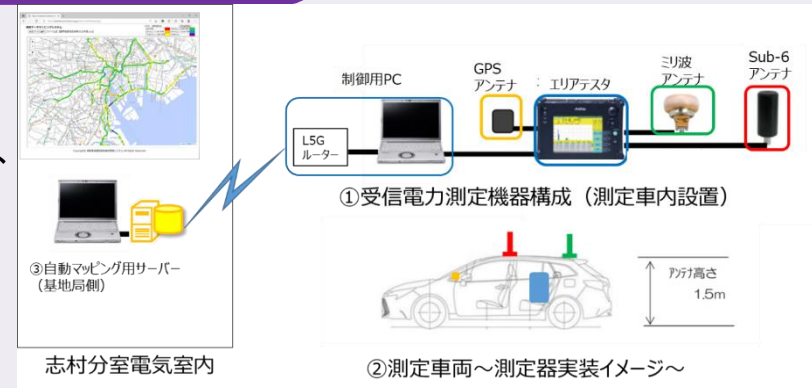 制御用PC
GPS
アンテナ
エリアテスタ
ミリ波
アンテナ
Sub-6
アンテナ
L5G
ルーター
①受信電力測定機器構成（測定車内設置）
③自動マッピング用サーバー
（基地局側）
アンテナ高さ
1.5m
志村分室電気室内
②測定車両～測定器実装イメージ～